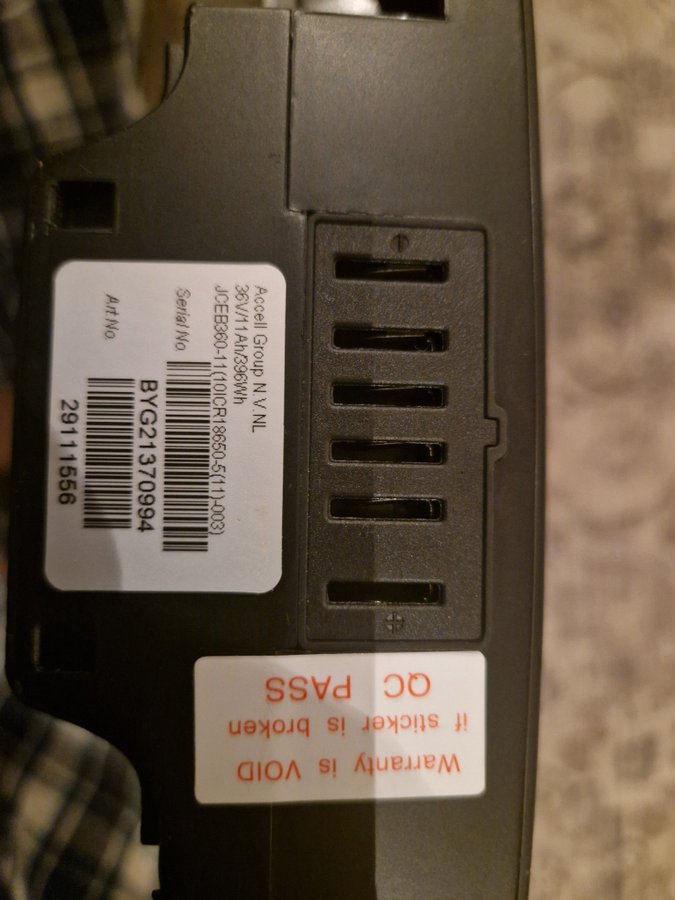 Accell Group N.V.NL
36V/11Ah/396Wh
JCEB360-11(10ICR18650-5(11)-003)
Serial No.
BYG21370994
Art No.
29111556
Warranty is VOID
if sticker is broken
QC PASS